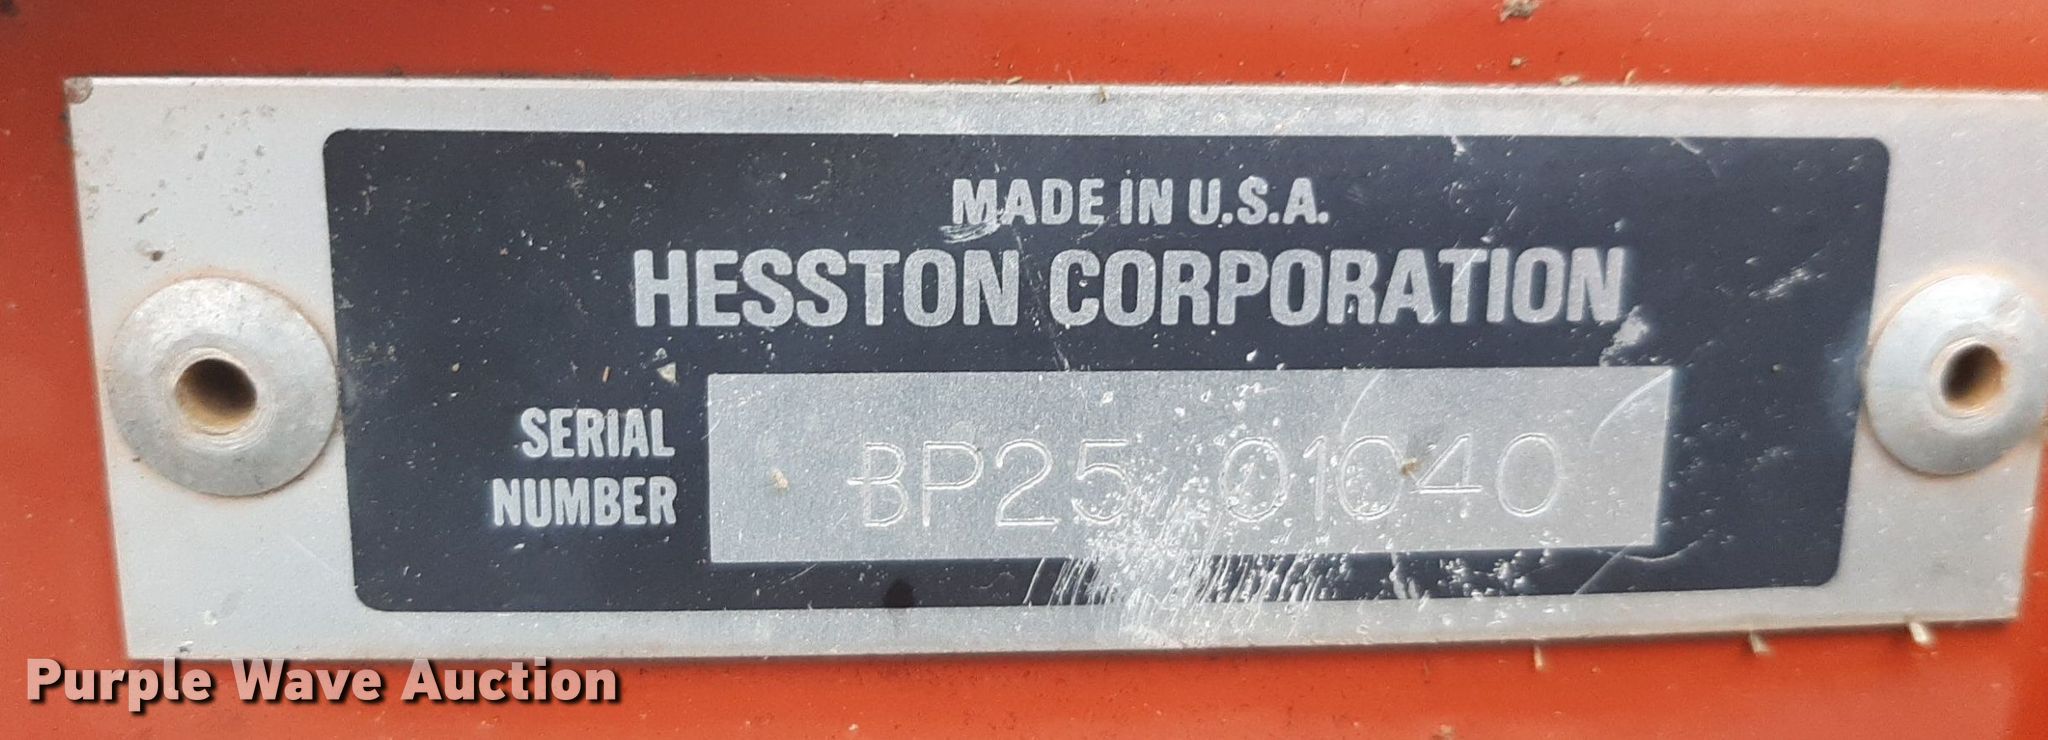 MADE IN U.S.A.
HESSTON CORPORATION
SERIAL
NUMBER
BP25 01040
Purple Wave Auction